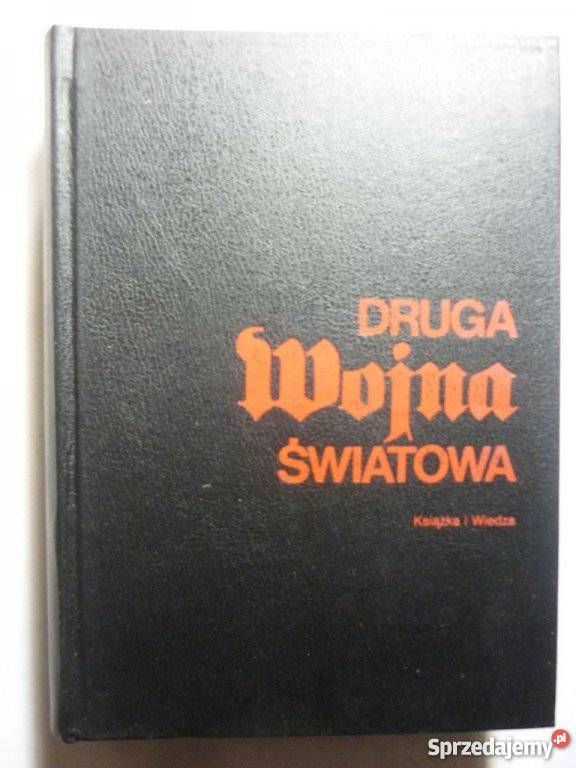 DRUGA
Wojna
ŚWIATOWA
Książka i Wiedza
Sprzedajemy.pl